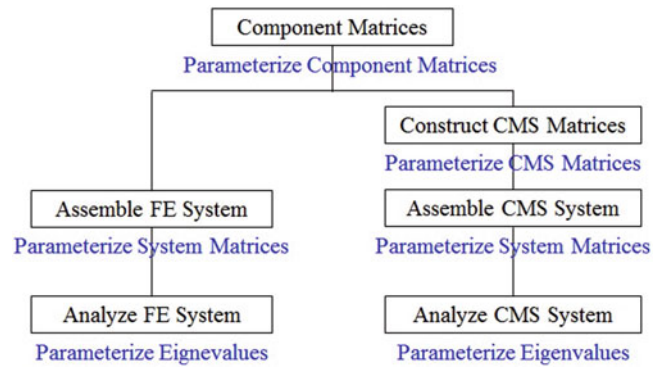 Component Matrices
Parameterize Component Matrices
Construct CMS Matrices
Parameterize CMS Matrices
Assemble FE System
Parameterize System Matrices
Assemble CMS System
Parameterize System Matrices
Analyze FE System
Parameterize Eignevalues
Analyze CMS System
Parameterize Eigenvalues